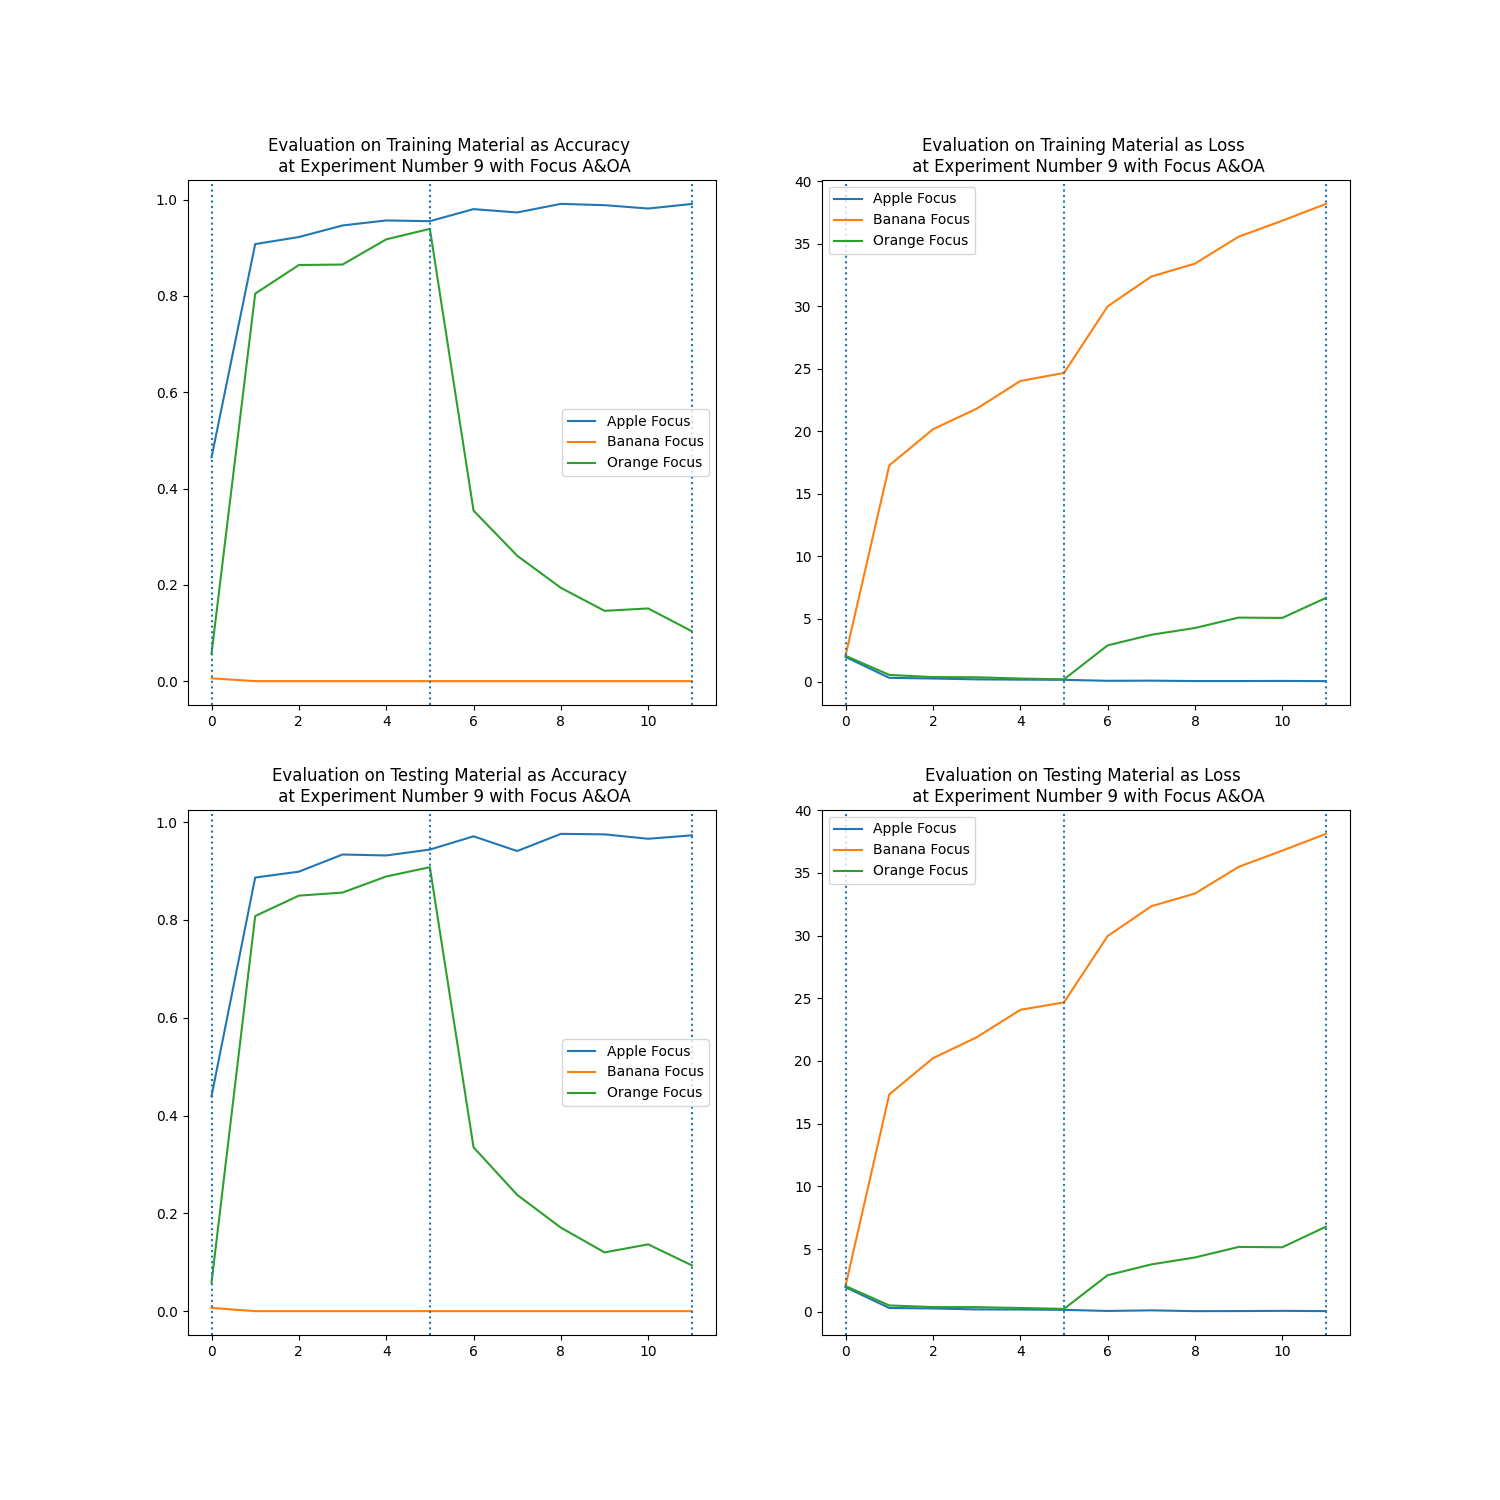 Evaluation on Training Material as Accuracy
at Experiment Number 9 with Focus A&OA
1.0
0.8
0.6
0.4
0.2
0.0
Apple Focus
Banana Focus
Orange Focus
0 2 4 6 8 10
Evaluation on Training Material as Loss
at Experiment Number 9 with Focus A&OA
40
35
30
25
20
15
10
5
0
Apple Focus
Banana Focus
Orange Focus
0 2 4 6 8 10
Evaluation on Testing Material as Accuracy
at Experiment Number 9 with Focus A&OA
1.0
0.8
0.6
0.4
0.2
0.0
Apple Focus
Banana Focus
Orange Focus
0 2 4 6 8 10
Evaluation on Testing Material as Loss
at Experiment Number 9 with Focus A&OA
40
35
30
25
20
15
10
5
0
Apple Focus
Banana Focus
Orange Focus
0 2 4 6 8 10